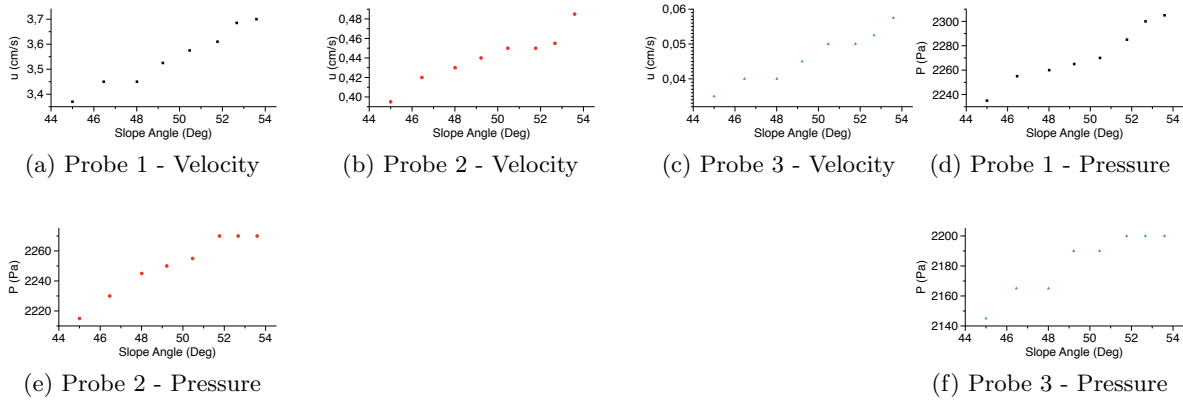 3,7
3,6
3,5
3,4
u (cm/s)
44 46 48 50 52 54
Slope Angle (Deg)
(a) Probe 1 - Velocity
0,48
0,46
0,44
0,42
0,40
u (cm/s)
44 46 48 50 52 54
Slope Angle (Deg)
(b) Probe 2 - Velocity
0,06
0,05
0,04
u (cm/s)
44 46 48 50 52 54
Slope Angle (Deg)
(c) Probe 3 - Velocity
2300
2280
2260
2240
P (Pa)
44 46 48 50 52 54
Slope Angle (Deg)
(d) Probe 1 - Pressure
2260
2240
2220
P (Pa)
44 46 48 50 52 54
Slope Angle (Deg)
(e) Probe 2 - Pressure
2200
2180
2160
2140
P (Pa)
44 46 48 50 52 54
Slope Angle (Deg)
(f) Probe 3 - Pressure